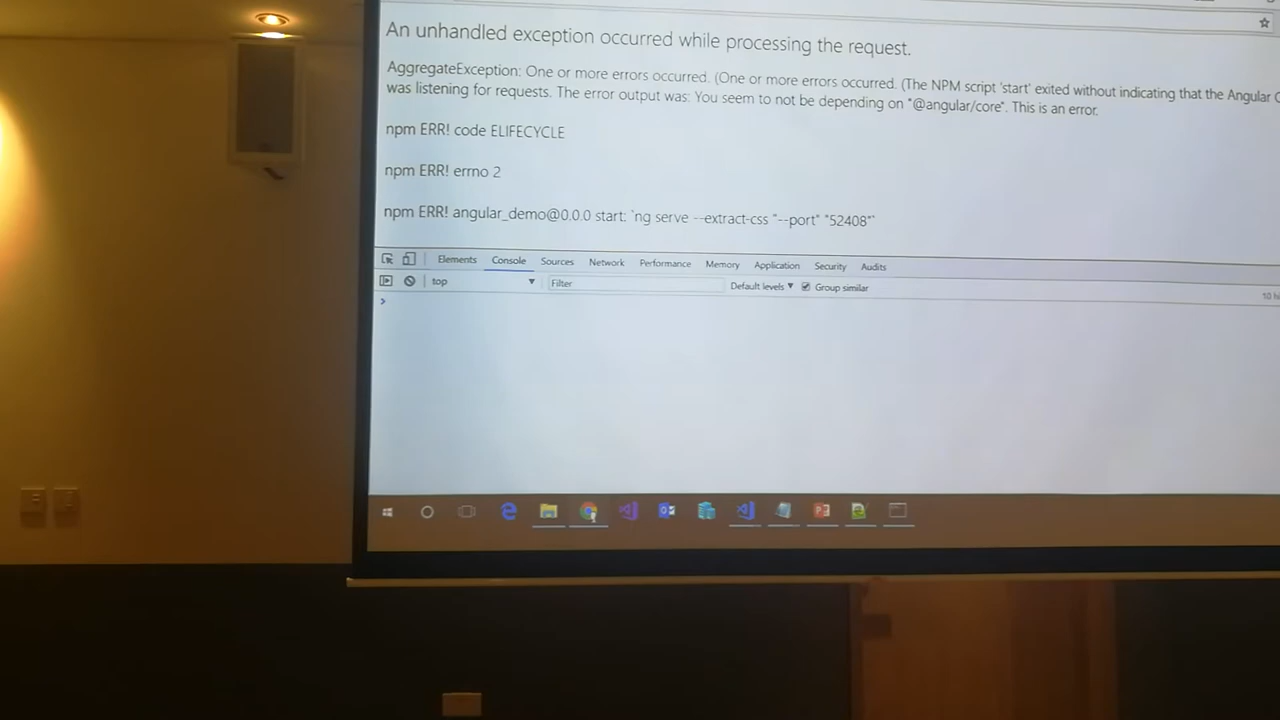 An unhandled exception occurred while processing the request.
AggregateException: One or more errors occurred. (One or more errors occurred. (The NPM script 'start' exited without indicating that the Angular C
was listening for requests. The error output was: You seem to not be depending on "@angular/core". This is an error.
npm ERR! code ELIFECYCLE
npm ERR! errno 2
npm ERR! angular_demo@0.0.0 start: `ng serve --extract-css "--port" "52408"`
Elements Console Sources Network Performance Memory Application Security Audits
top Filter Default levels Group similar 10 hi